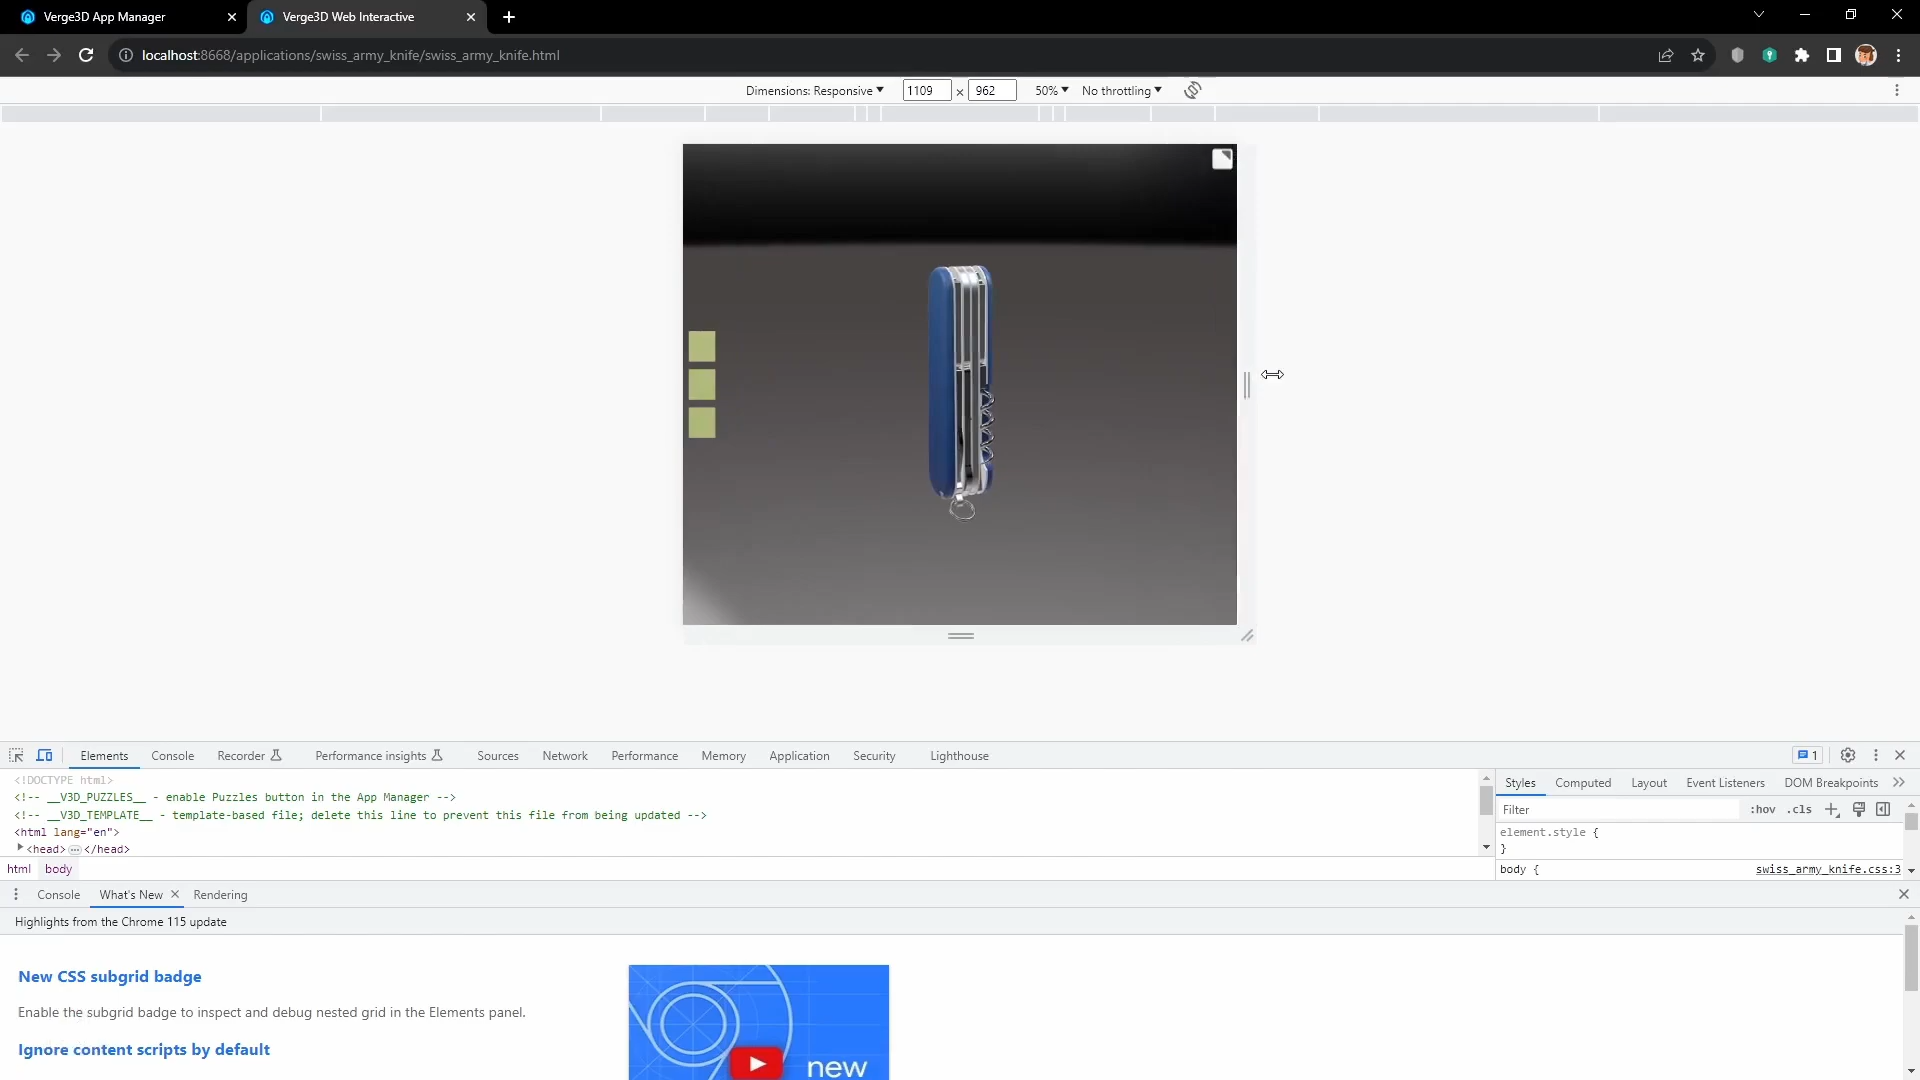 Verge3D App Manager
Verge3D Web Interactive
localhost:8668/applications/swiss_army_knife/swiss_army_knife.html
Dimensions: Responsive 1109 x 962 50% No throttling
Elements Console Recorder Performance insights Sources Network Performance Memory Application Security Lighthouse 1
<!DOCTYPE html>
<!-- __V3D_PUZZLES__ - enable Puzzles button in the App Manager -->
<!-- __V3D_TEMPLATE__ - template-based file; delete this line to prevent this file from being updated -->
<html lang="en">
<head> … </head>
html body
Styles Computed Layout Event Listeners DOM Breakpoints
Filter :hov .cls
element.style {
}
body { swiss_army_knife.css:3
Console What's New Rendering
Highlights from the Chrome 115 update
New CSS subgrid badge
Enable the subgrid badge to inspect and debug nested grid in the Elements panel.
Ignore content scripts by default
new